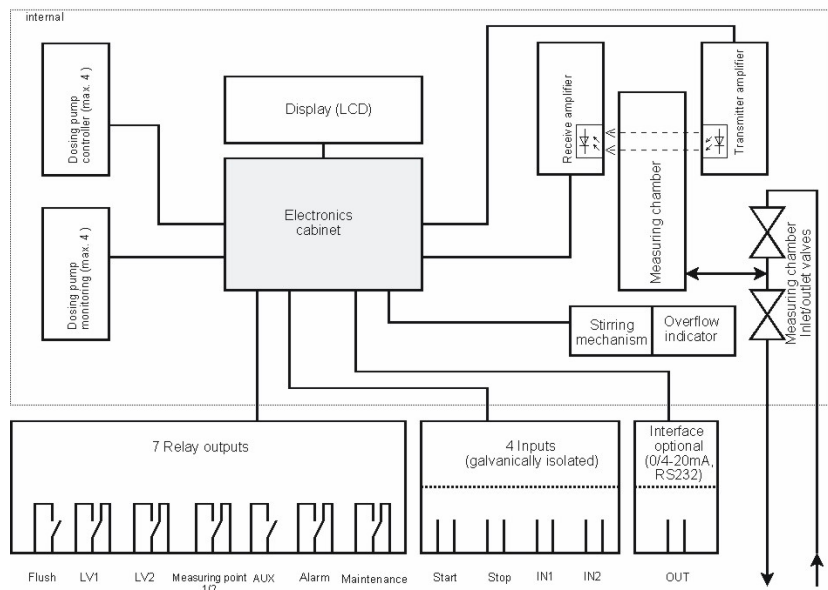 internal
Dosing pump
controller (max. 4 )
Display (LCD)
Receive amplifier
Transmitter amplifier
Measuring chamber
Electronics
cabinet
Dosing pump
monitoring (max. 4 )
Measuring chamber
Inlet/outlet valves
Stirring
mechanism
Overflow
indicator
7 Relay outputs
4 Inputs
(galvanically isolated)
Interface
optional
(0/4-20mA,
RS232)
Flush
LV1
LV2
Measuring point
1/2
AUX
Alarm
Maintenance
Start
Stop
IN1
IN2
OUT